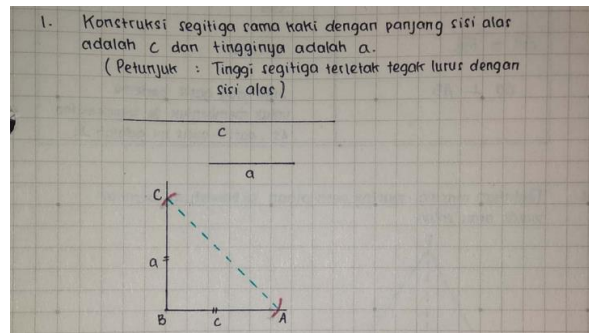 1. Konstruksi segitiga sama kaki dengan panjang sisi alas
adalah c dan tingginya adalah a.
(Petunjuk : Tinggi segitiga terletak tegak lurus dengan
sisi alas)
c
a
C
a
B c A